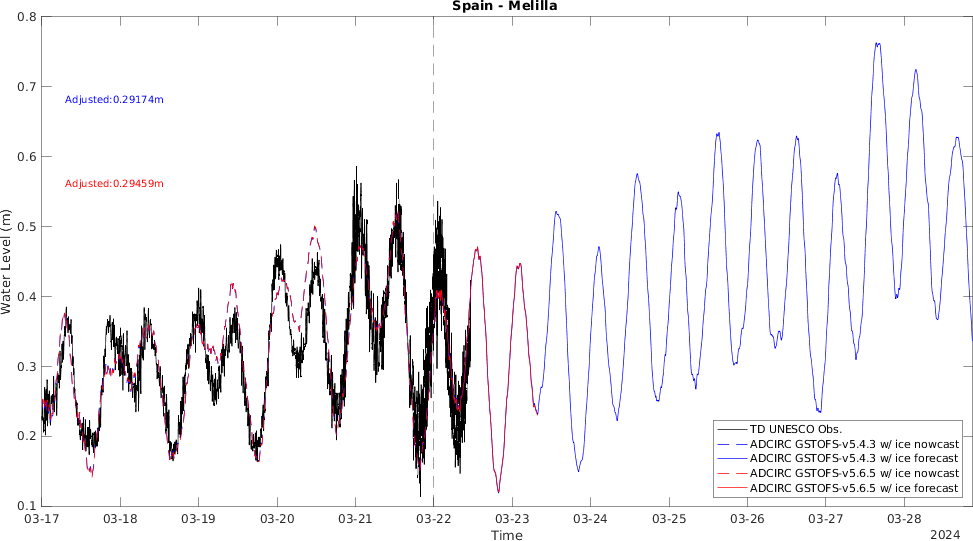 Spain - Melilla
0.8
0.7
0.6
0.5
0.4
0.3
0.2
0.1
Water Level (m)
Adjusted:0.29174m
Adjusted:0.29459m
TD UNESCO Obs.
ADCIRC GSTOFS-v5.4.3 w/ ice nowcast
ADCIRC GSTOFS-v5.4.3 w/ ice forecast
ADCIRC GSTOFS-v5.6.5 w/ ice nowcast
ADCIRC GSTOFS-v5.6.5 w/ ice forecast
03-17 03-18 03-19 03-20 03-21 03-22 03-23 03-24 03-25 03-26 03-27 03-28
Time
2024